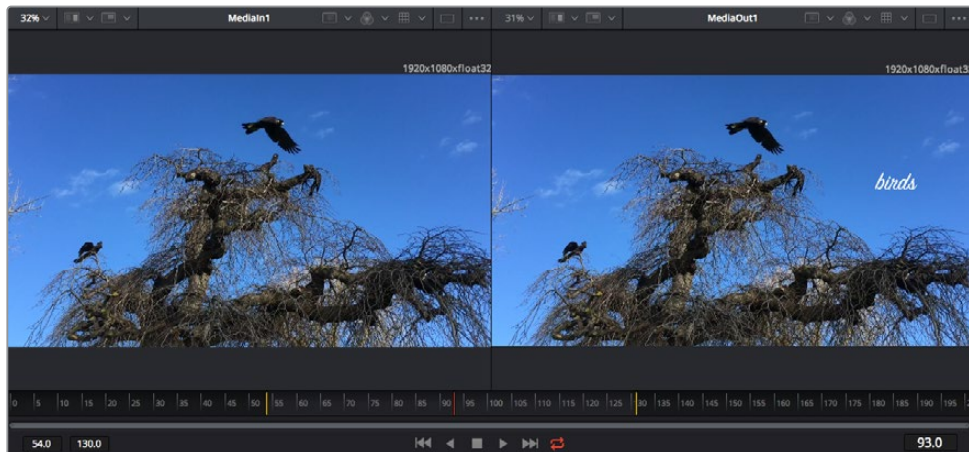 32% MediaIn1 31% MediaOut1
1920x1080xfloat32 1920x1080xfloat3
birds
0 5 10 15 20 25 30 35 40 45 50 55 60 65 70 75 80 85 90 95 100 105 110 115 120 125 130 135 140 145 150 155 160 165 170 175 180 185 190 195
54.0 130.0 93.0